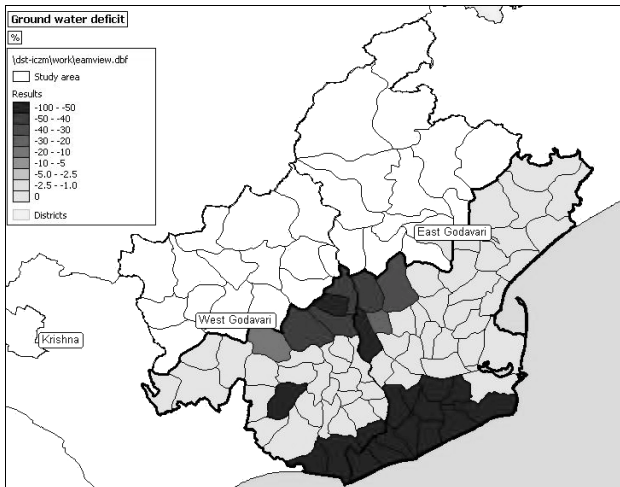 Ground water deficit
%
\dst-iczm\work\eamview.dbf
Study area
Results
-100 - -50
-50 - -40
-40 - -30
-30 - -20
-20 - -10
-10 - -5
-5.0 - -2.5
-2.5 - -1.0
0
Districts
East Godavari
West Godavari
Krishna